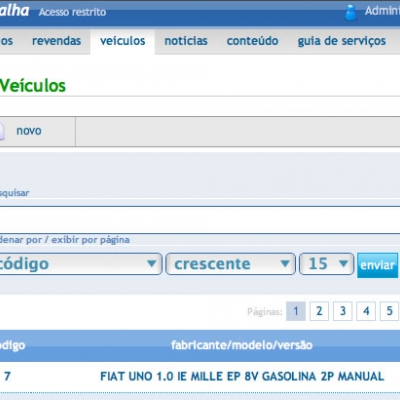 alha Acesso restrito Admini
os revendas veículos notícias conteúdo guia de serviços
Veículos
novo
squisar
denar por / exibir por página
código crescente 15 enviar
Páginas: 1 2 3 4 5
ódigo fabricante/modelo/versão
7 FIAT UNO 1.0 IE MILLE EP 8V GASOLINA 2P MANUAL